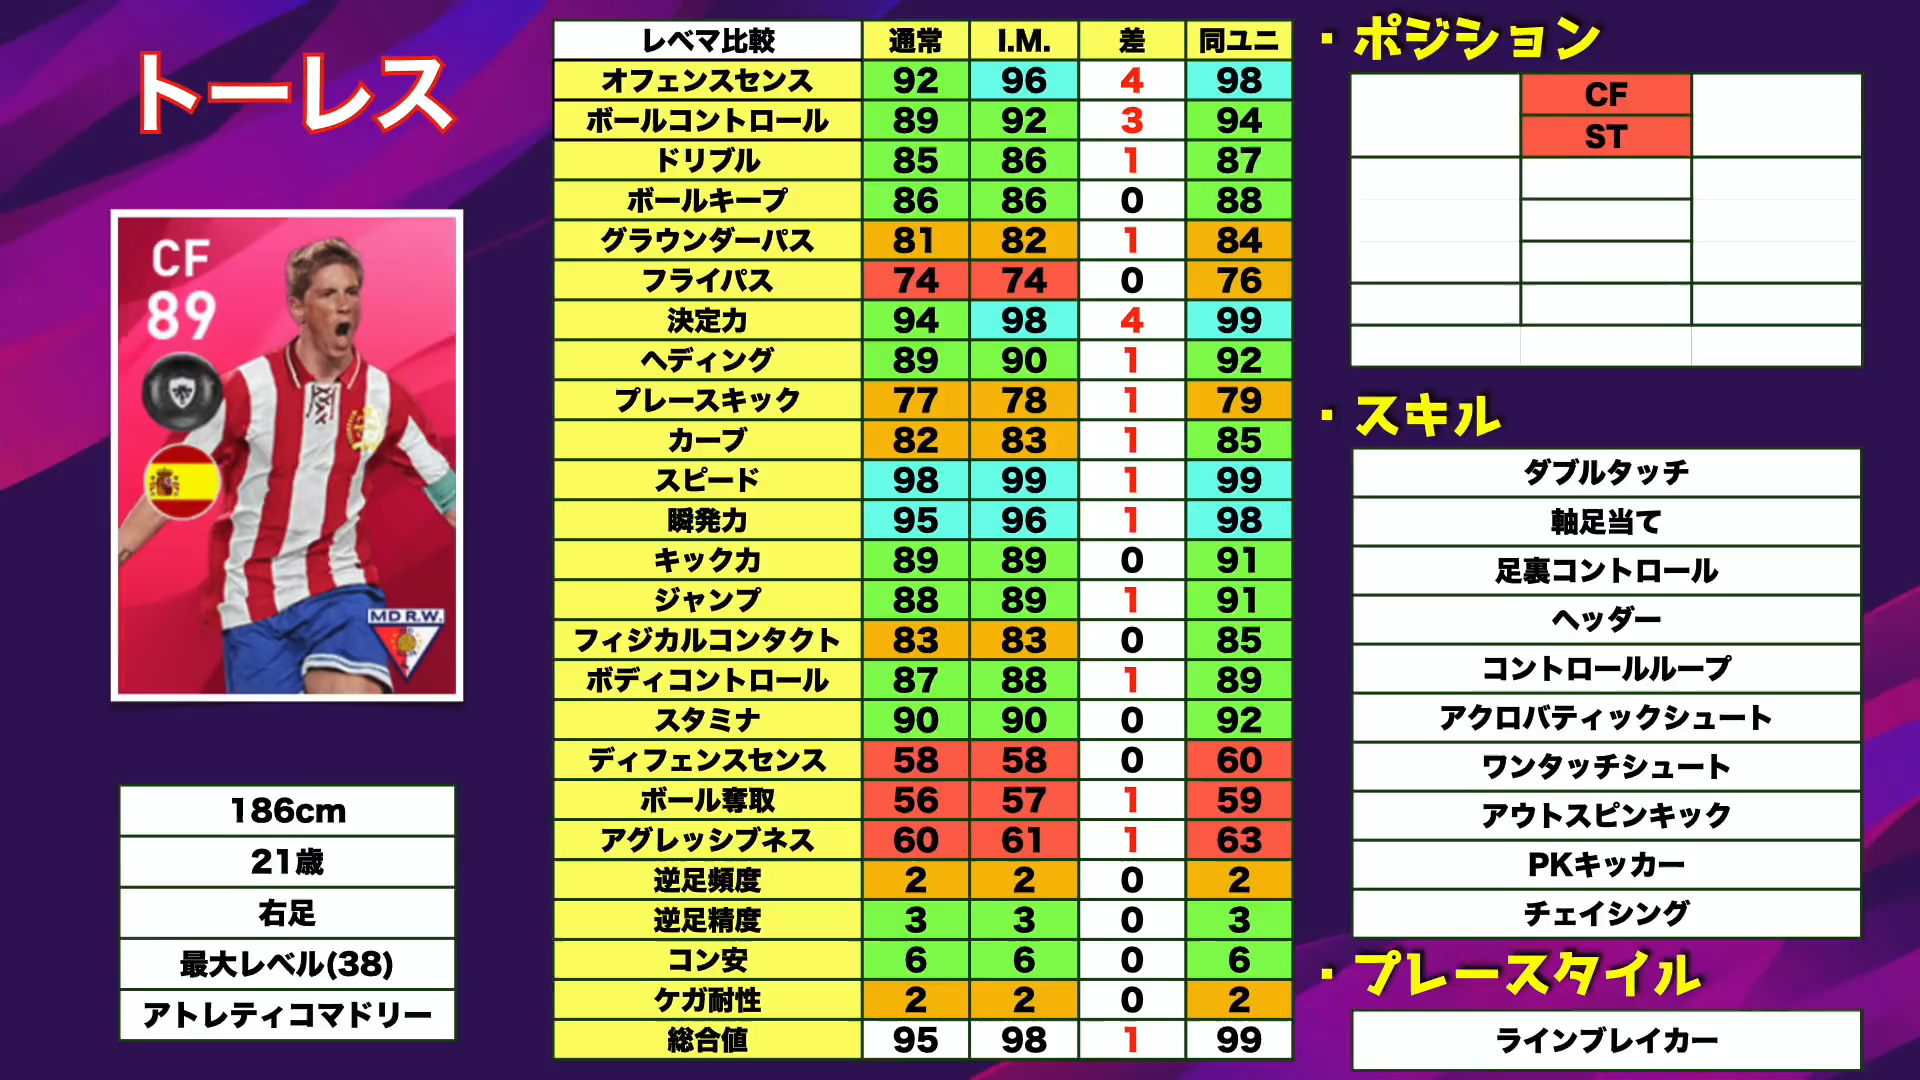 トーレス
CF
89
MD R.W.
186cm
21歳
右足
最大レベル(38)
アトレティコマドリー
レベマ比較 通常 I.M. 差 同ユニ
オフェンスセンス 92 96 4 98
ボールコントロール 89 92 3 94
ドリブル 85 86 1 87
ボールキープ 86 86 0 88
グラウンダーパス 81 82 1 84
フライパス 74 74 0 76
決定力 94 98 4 99
ヘディング 89 90 1 92
プレースキック 77 78 1 79
カーブ 82 83 1 85
スピード 98 99 1 99
瞬発力 95 96 1 98
キック力 89 89 0 91
ジャンプ 88 89 1 91
フィジカルコンタクト 83 83 0 85
ボディコントロール 87 88 1 89
スタミナ 90 90 0 92
ディフェンスセンス 58 58 0 60
ボール奪取 56 57 1 59
アグレッシブネス 60 61 1 63
逆足頻度 2 2 0 2
逆足精度 3 3 0 3
コン安 6 6 0 6
ケガ耐性 2 2 0 2
総合値 95 98 1 99
・ポジション
CF
ST
・スキル
ダブルタッチ
軸足当て
足裏コントロール
ヘッダー
コントロールループ
アクロバティックシュート
ワンタッチシュート
アウトスピンキック
PKキッカー
チェイシング
・プレースタイル
ラインブレイカー